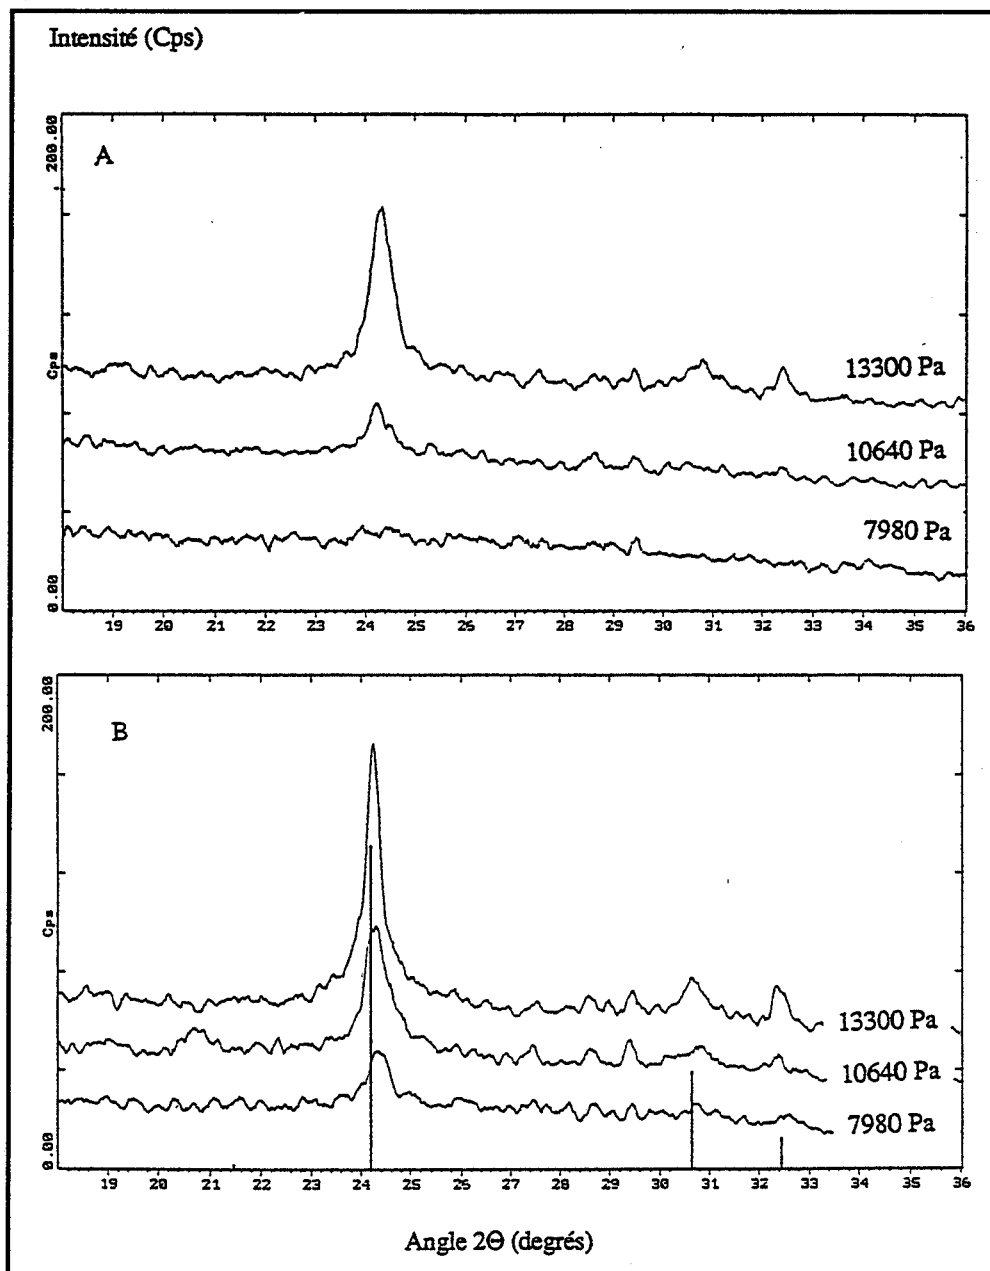 Intensité (Cps)
200.00
A
Cps
13300 Pa
10640 Pa
7980 Pa
0.00
19 20 21 22 23 24 25 26 27 28 29 30 31 32 33 34 35 36
200.00
B
Cps
13300 Pa
10640 Pa
7980 Pa
0.00
19 20 21 22 23 24 25 26 27 28 29 30 31 32 33 34 35 36
Angle 2Θ (degrés)